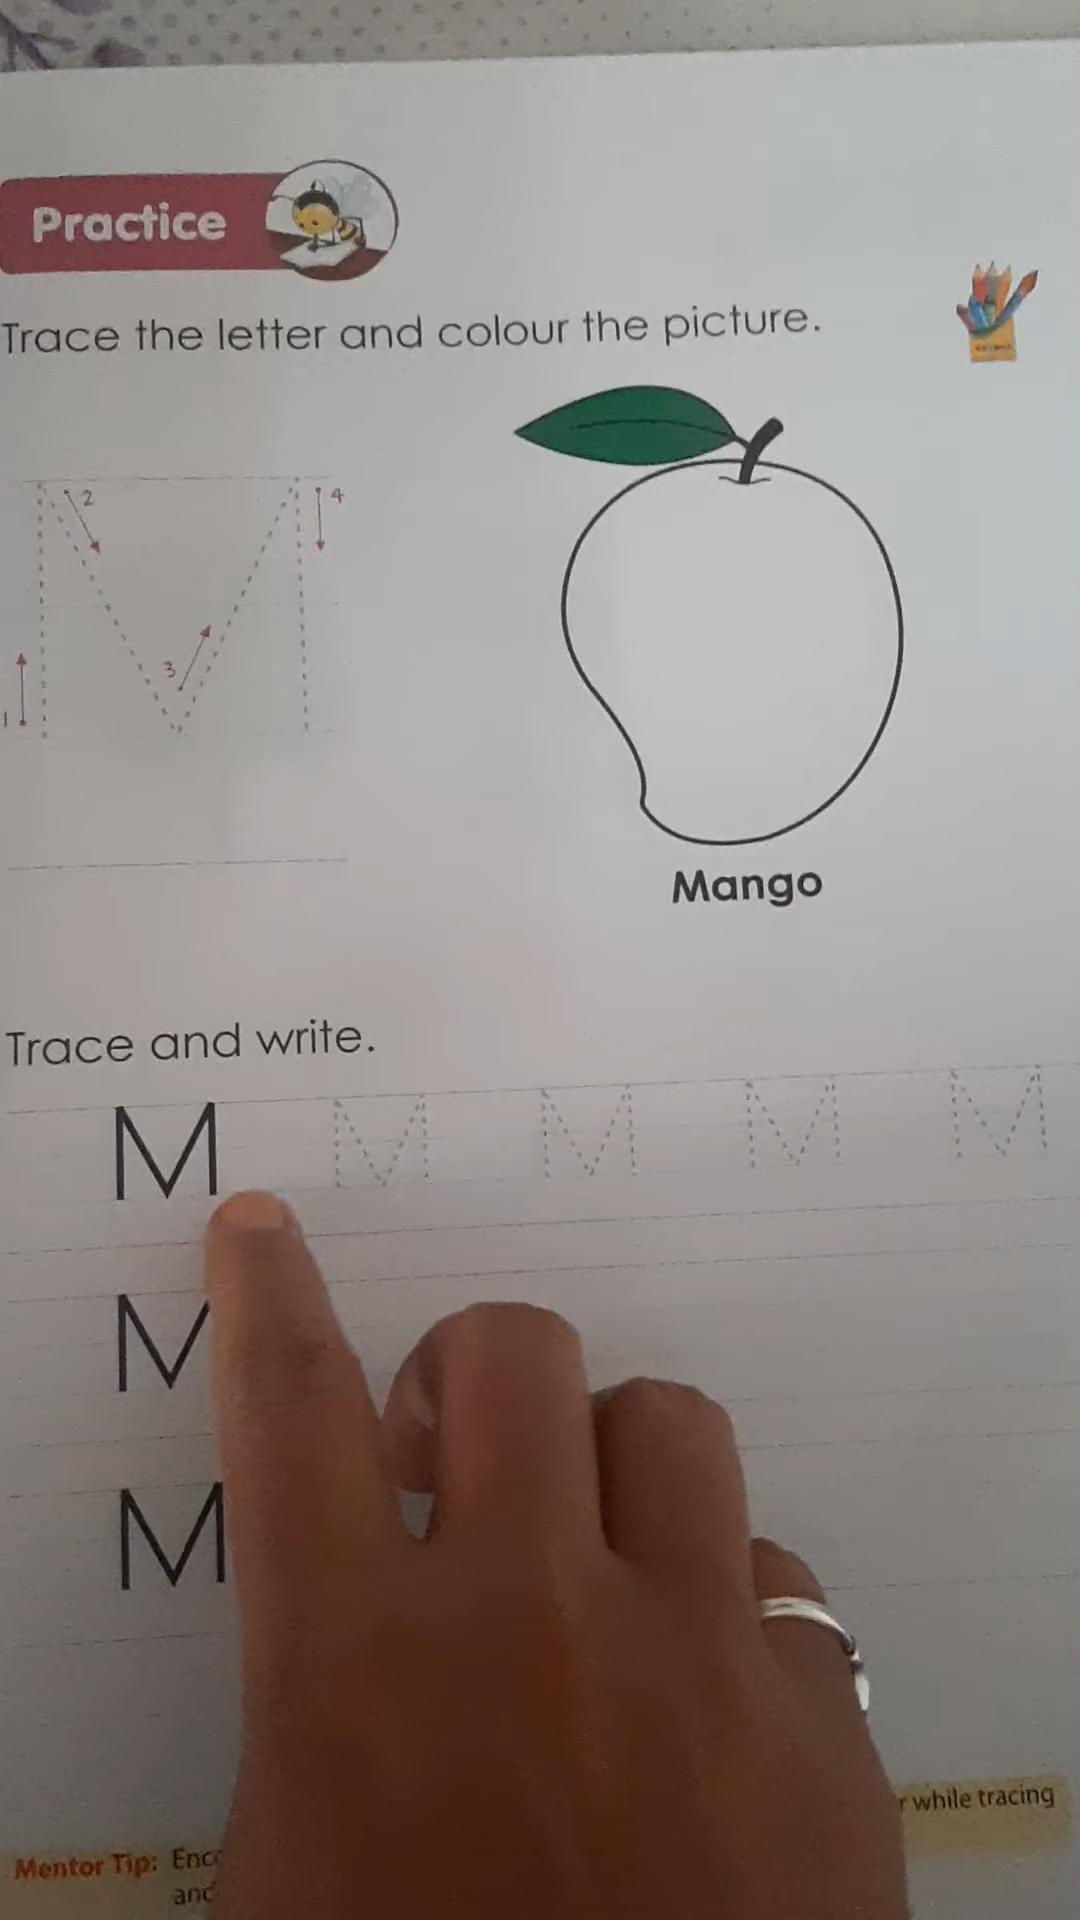 Practice
Trace the letter and colour the picture.
M
1 2 3 4
Mango
Trace and write.
M M M M M
M
M
Mentor Tip:
while tracing
and